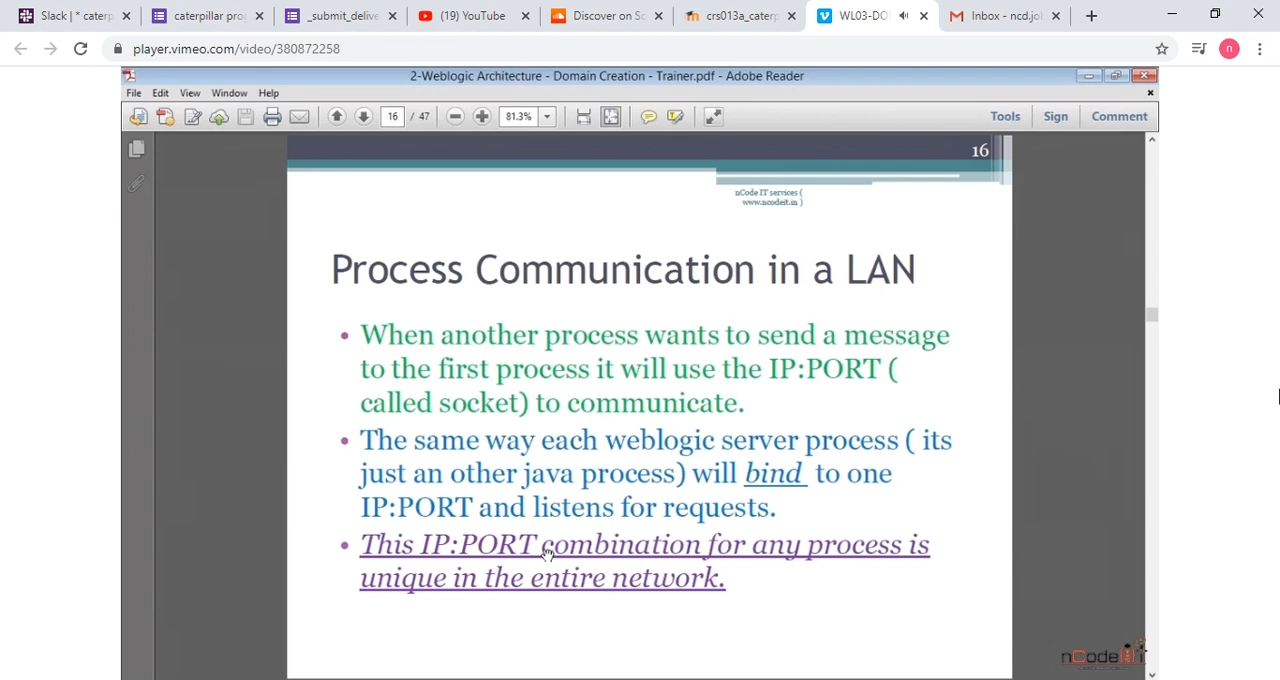 Slack | * caterp
caterpillar pro
_submit_delive
(19) YouTube
Discover on So
crs013a_caterp
WL03-DO
Inbox - ncd.jo
player.vimeo.com/video/380872258
n
2-Weblogic Architecture - Domain Creation - Trainer.pdf - Adobe Reader
File Edit View Window Help
16 / 47 81.3% Tools Sign Comment
16
nCode IT services (
www.ncodeit.in )
Process Communication in a LAN
• When another process wants to send a message
to the first process it will use the IP:PORT (
called socket) to communicate.
• The same way each weblogic server process ( its
just an other java process) will bind to one
IP:PORT and listens for requests.
• This IP:PORT combination for any process is
unique in the entire network.
nCodeIT